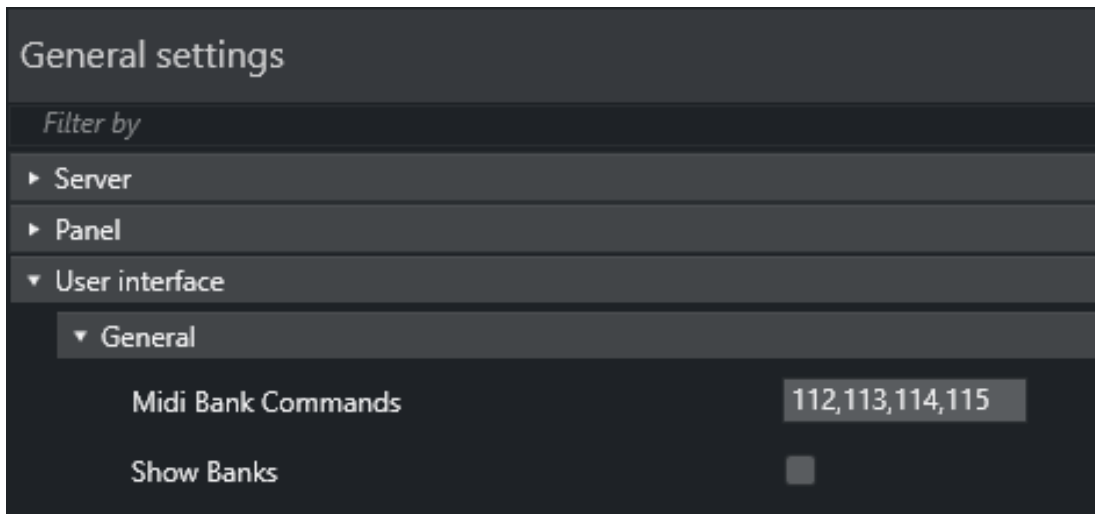 General settings
Filter by
Server
Panel
User interface
General
Midi Bank Commands 112,113,114,115
Show Banks